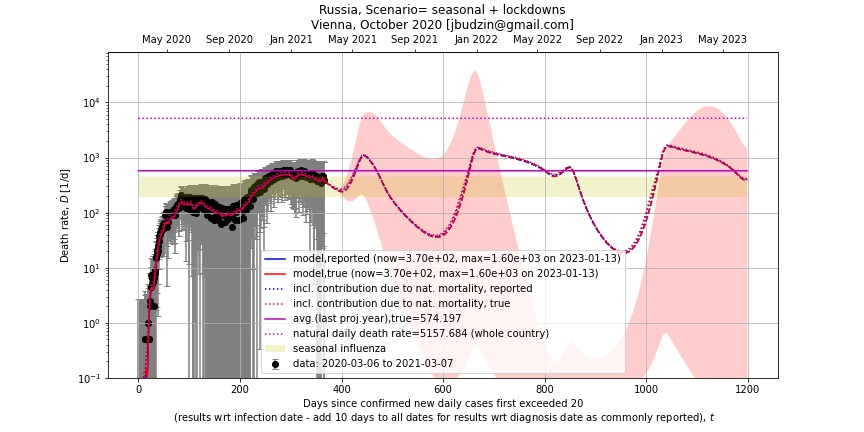 Russia, Scenario= seasonal + lockdowns
Vienna, October 2020 [jbudzin@gmail.com]
May 2020 Sep 2020 Jan 2021 May 2021 Sep 2021 Jan 2022 May 2022 Sep 2022 Jan 2023 May 2023
10⁴
10³
10²
10¹
10⁰
10⁻¹
Death rate, Ḋ [1/d]
model,reported (now=3.70e+02, max=1.60e+03 on 2023-01-13)
model,true (now=3.70e+02, max=1.60e+03 on 2023-01-13)
incl. contribution due to nat. mortality, reported
incl. contribution due to nat. mortality, true
avg.(last proj.year),true=574.197
natural daily death rate=5157.684 (whole country)
seasonal influenza
data: 2020-03-06 to 2021-03-07
0 200 400 600 800 1000 1200
Days since confirmed new daily cases first exceeded 20
(results wrt infection date - add 10 days to all dates for results wrt diagnosis date as commonly reported), t